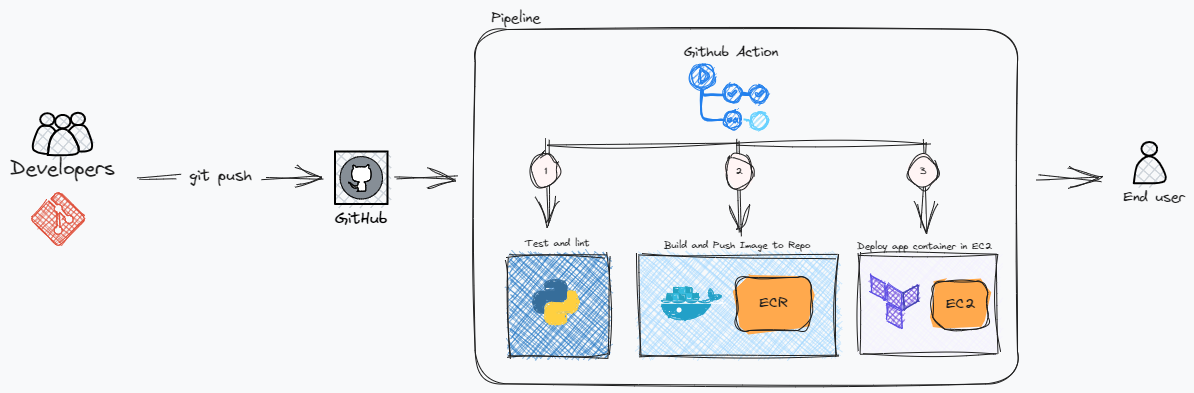 Pipeline
Github Action
Developers
git push
GitHub
1
2
3
Test and lint
Build and Push Image to Repo
Deploy app container in EC2
ECR
EC2
End user